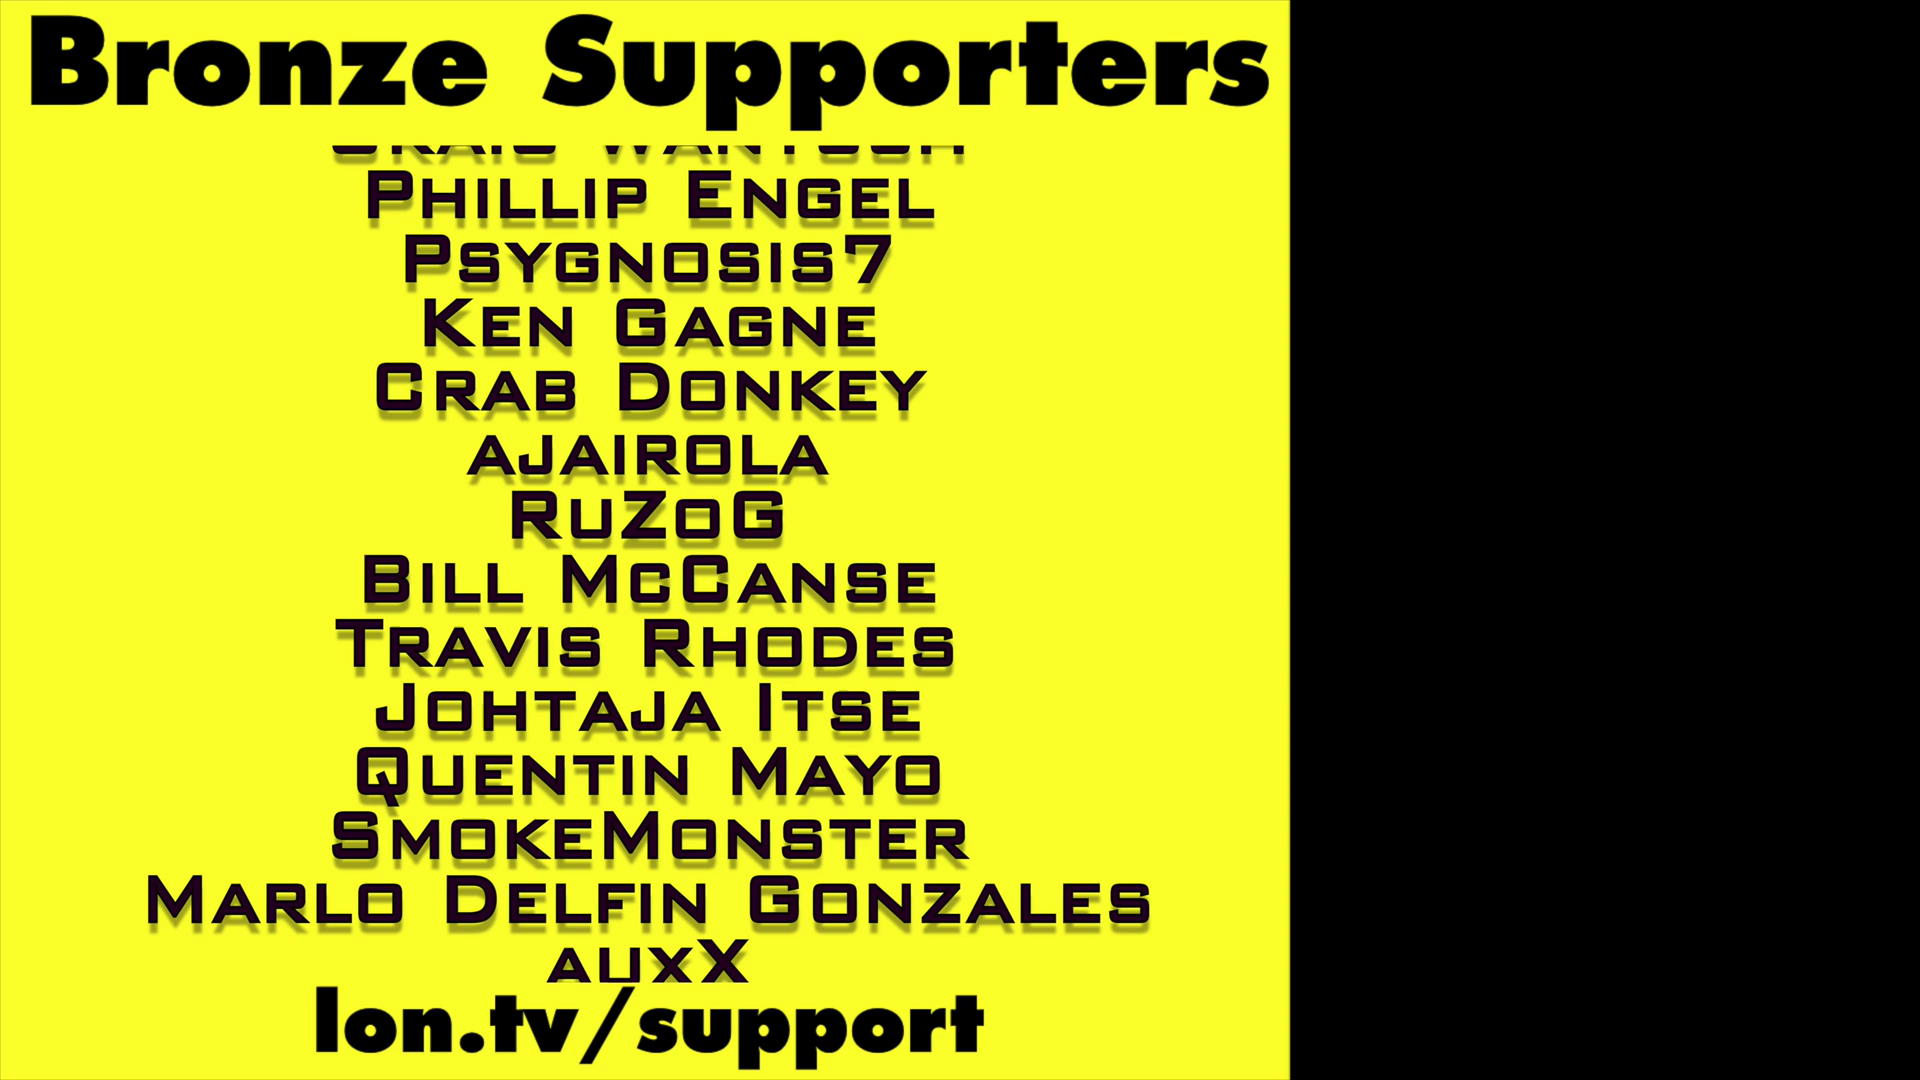 Bronze Supporters
Phillip Engel
Psygnosis7
Ken Gagne
Crab Donkey
ajairola
RuZoG
Bill McCanse
Travis Rhodes
Johtaja Itse
Quentin Mayo
SmokeMonster
Marlo Delfin Gonzales
auxX
lon.tv/support